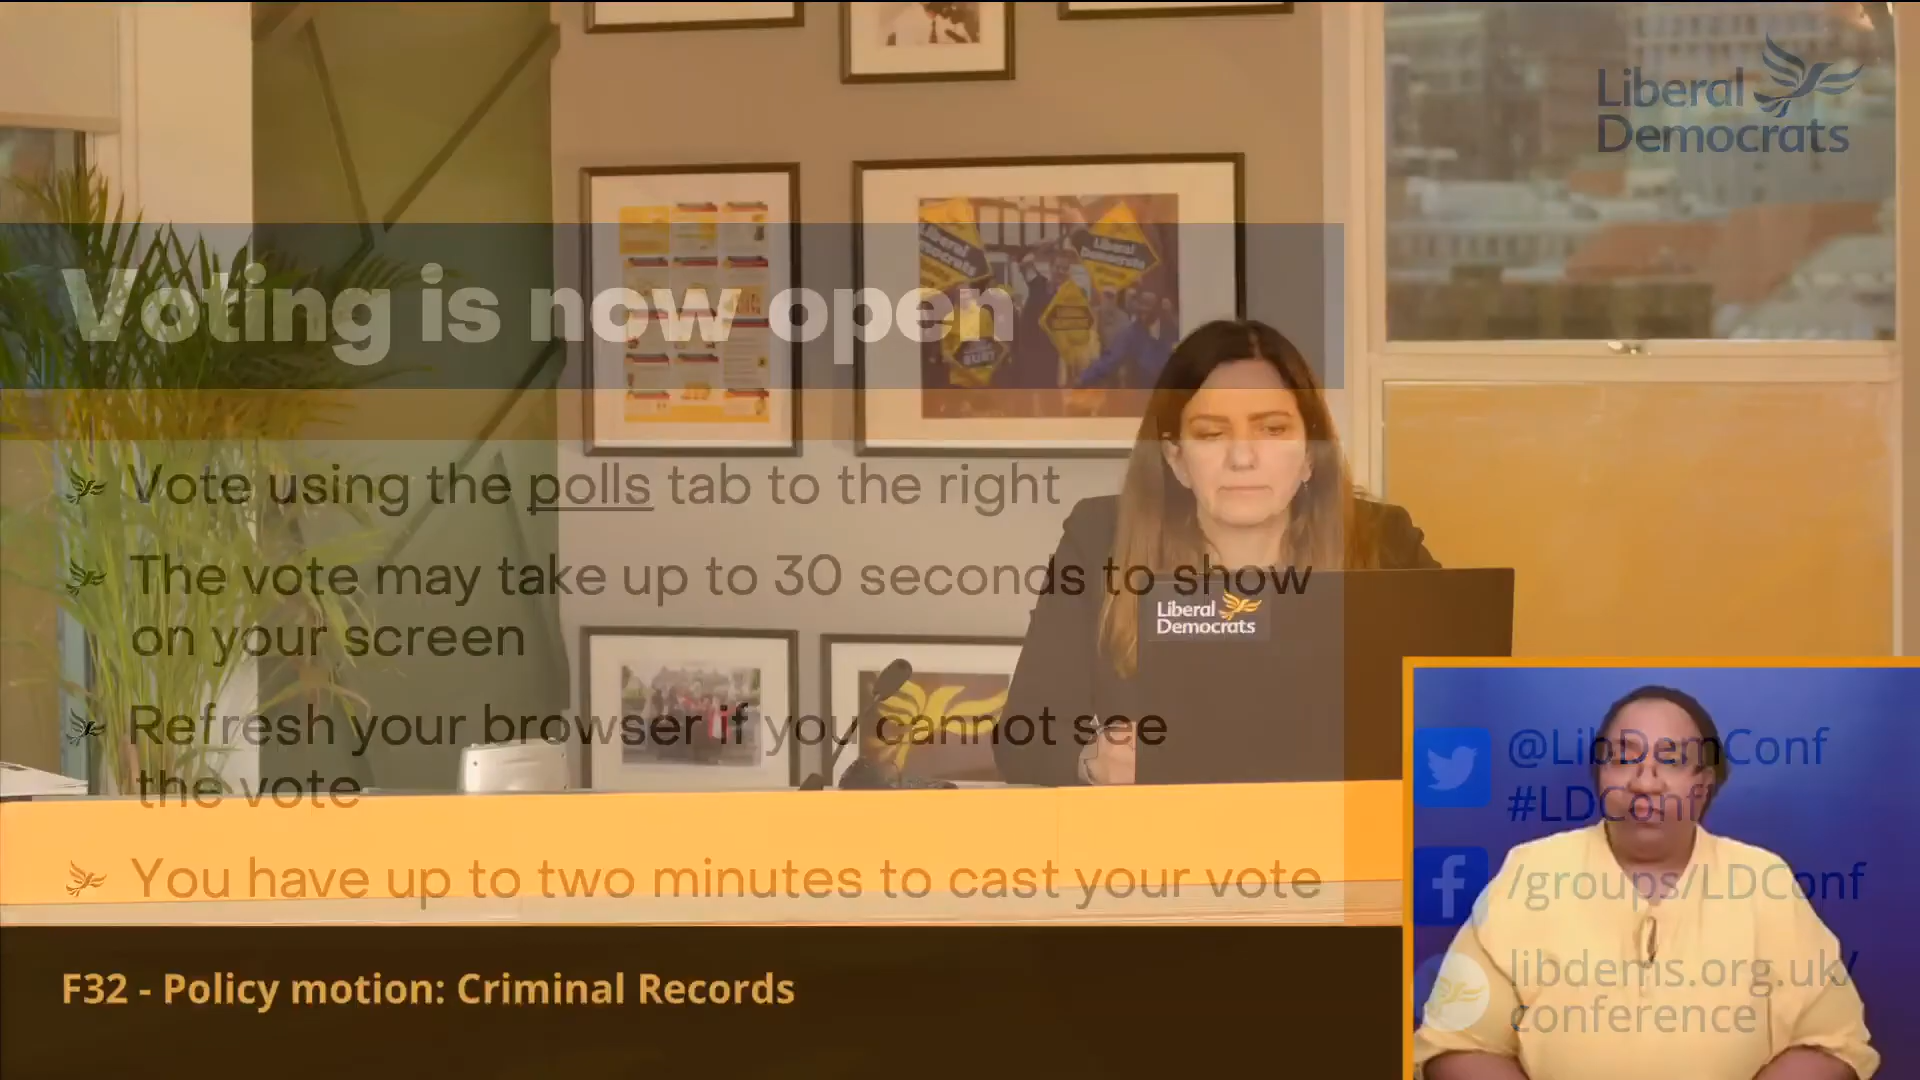 Liberal
Democrats
Liberal
Democrats
Liberal
Voting is now open
Vote using the polls tab to the right
The vote may take up to 30 seconds to show
on your screen
Liberal
Democrats
Refresh your browser if you cannot see
the vote
You have up to two minutes to cast your vote
@LibDemConf
#LDConf
/groups/LDConf
libdems.org.uk/
conference
F32 - Policy motion: Criminal Records